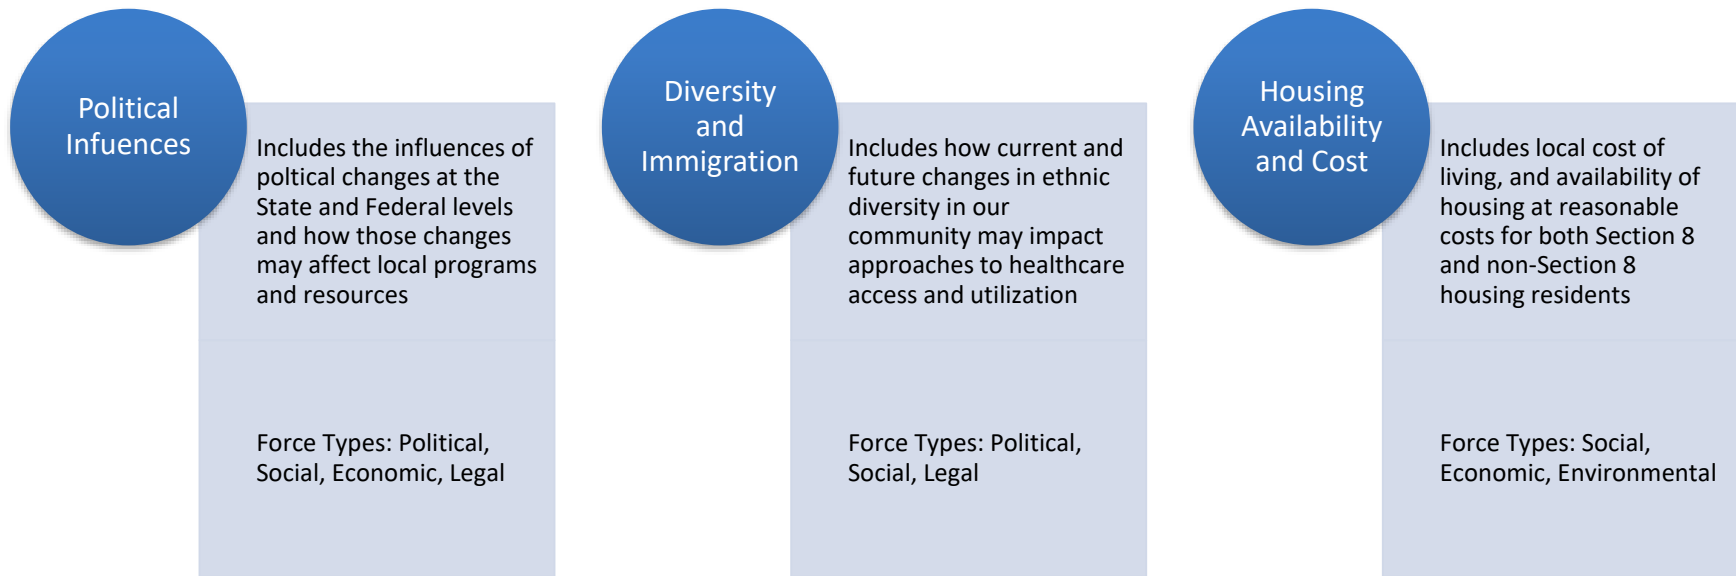 Political
Infuences
Includes the influences of
poltical changes at the
State and Federal levels
and how those changes
may affect local programs
and resources
Force Types: Political,
Social, Economic, Legal
Diversity
and
Immigration
Includes how current and
future changes in ethnic
diversity in our
community may impact
approaches to healthcare
access and utilization
Force Types: Political,
Social, Legal
Housing
Availability
and Cost
Includes local cost of
living, and availability of
housing at reasonable
costs for both Section 8
and non-Section 8
housing residents
Force Types: Social,
Economic, Environmental